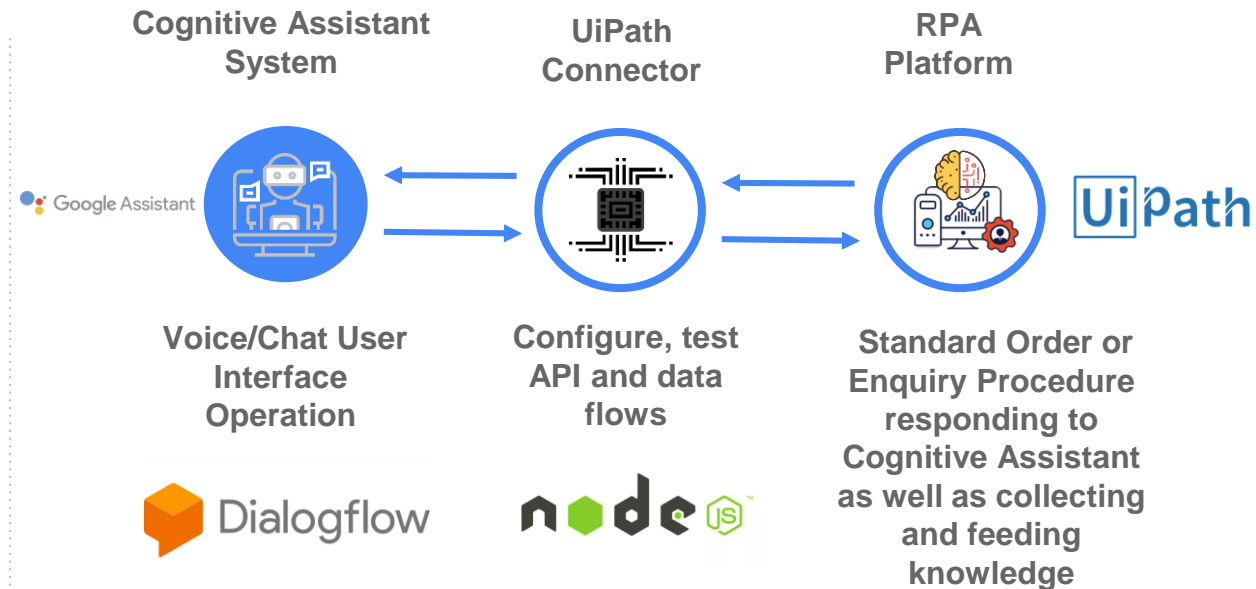 Cognitive Assistant
System
UiPath
Connector
RPA
Platform
Google Assistant
UiPath
Voice/Chat User
Interface
Operation
Configure, test
API and data
flows
Standard Order or
Enquiry Procedure
responding to
Cognitive Assistant
as well as collecting
and feeding
knowledge
Dialogflow
node JS™